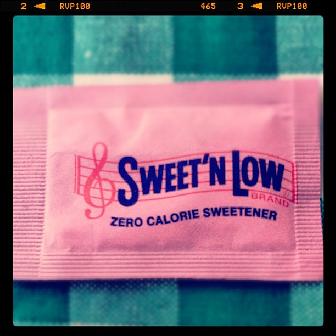 2 RVP100 465 3 RVP100
SWEET'N LOW
BRAND
ZERO CALORIE SWEETENER